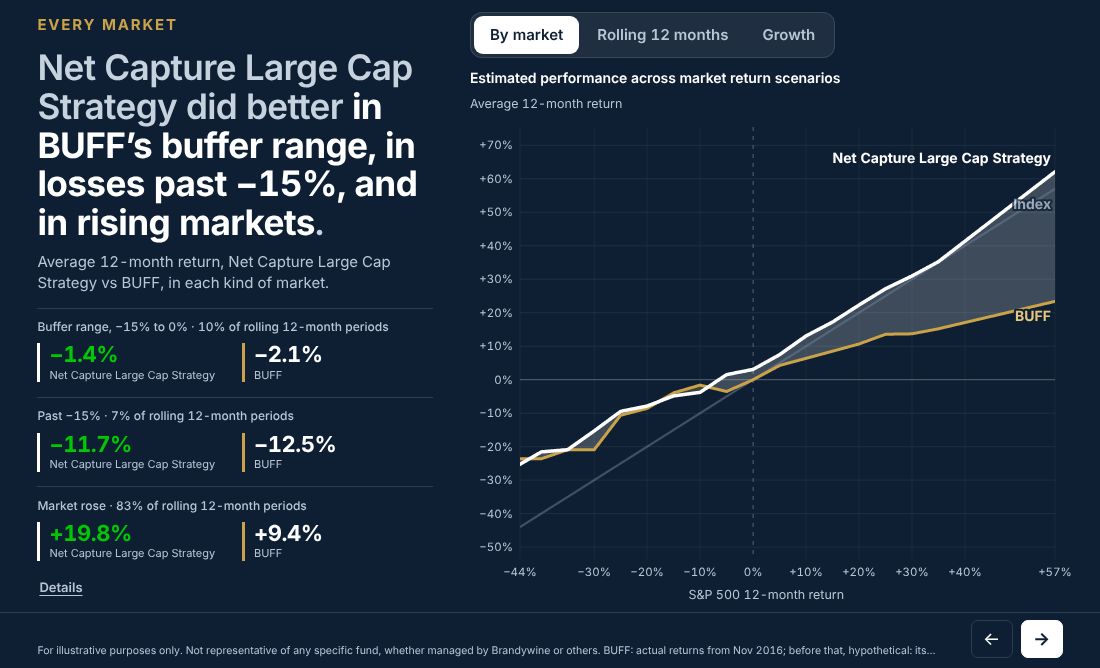 EVERY MARKET
Net Capture Large Cap
Strategy did better in
BUFF’s buffer range, in
losses past −15%, and
in rising markets.
Average 12-month return, Net Capture Large Cap
Strategy vs BUFF, in each kind of market.
Buffer range, −15% to 0% · 10% of rolling 12-month periods
−1.4%
Net Capture Large Cap Strategy
−2.1%
BUFF
Past −15% · 7% of rolling 12-month periods
−11.7%
Net Capture Large Cap Strategy
−12.5%
BUFF
Market rose · 83% of rolling 12-month periods
+19.8%
Net Capture Large Cap Strategy
+9.4%
BUFF
Details
By market
Rolling 12 months
Growth
Estimated performance across market return scenarios
Average 12-month return
+70%
+60%
+50%
+40%
+30%
+20%
+10%
0%
−10%
−20%
−30%
−40%
−50%
Net Capture Large Cap Strategy
Index
BUFF
−44%
−30%
−20%
−10%
0%
+10%
+20%
+30%
+40%
+57%
S&P 500 12-month return
For illustrative purposes only. Not representative of any specific fund, whether managed by Brandywine or others. BUFF: actual returns from Nov 2016; before that, hypothetical: its…